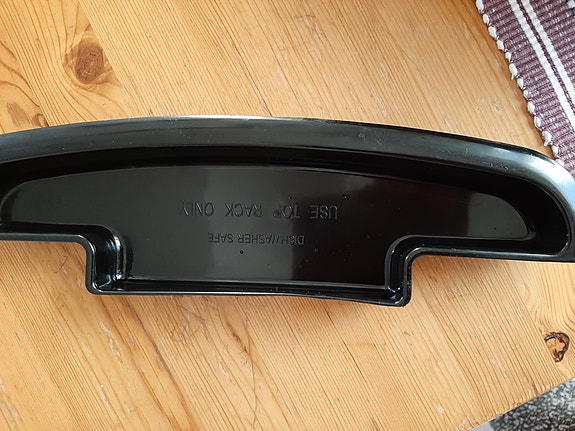 DISHWASHER SAFE
USE TOP RACK ONLY